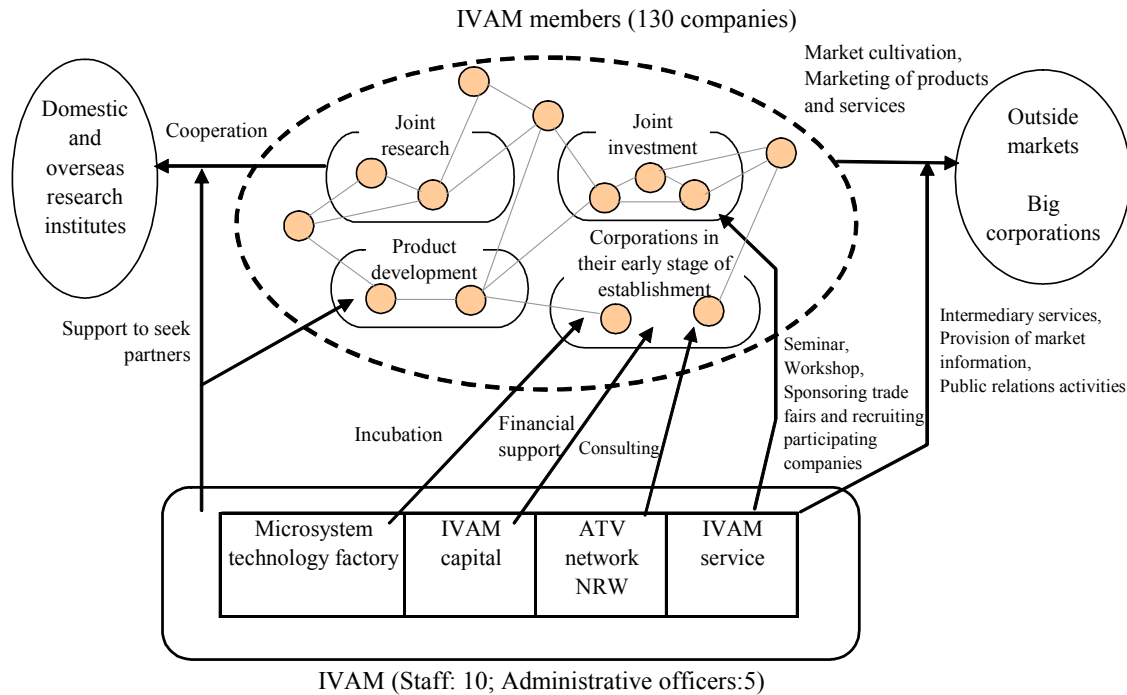 IVAM members (130 companies)
Market cultivation,
Marketing of products
and services
Domestic
and
overseas
research
institutes
Cooperation
Joint
research
Joint
investment
Outside
markets
Big
corporations
Product
development
Corporations in
their early stage of
establishment
Support to seek
partners
Intermediary services,
Provision of market
information,
Public relations activities
Seminar,
Workshop,
Sponsoring trade
fairs and recruiting
participating
companies
Incubation
Financial
support
Consulting
Microsystem
technology factory
IVAM
capital
ATV
network
NRW
IVAM
service
IVAM (Staff: 10; Administrative officers:5)